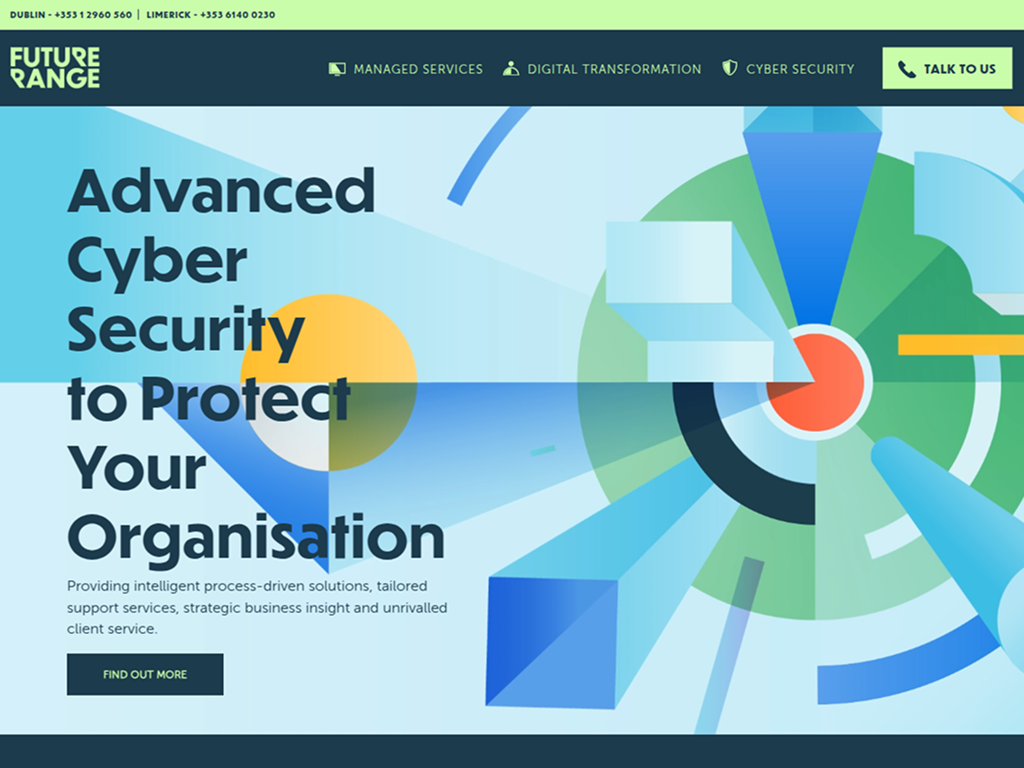 DUBLIN - +353 1 2960 560 | LIMERICK - +353 6140 0230
FUTURE
RANGE
MANAGED SERVICES
DIGITAL TRANSFORMATION
CYBER SECURITY
TALK TO US
Advanced
Cyber
Security
to Protect
Your
Organisation
Providing intelligent process-driven solutions, tailored
support services, strategic business insight and unrivalled
client service.
FIND OUT MORE